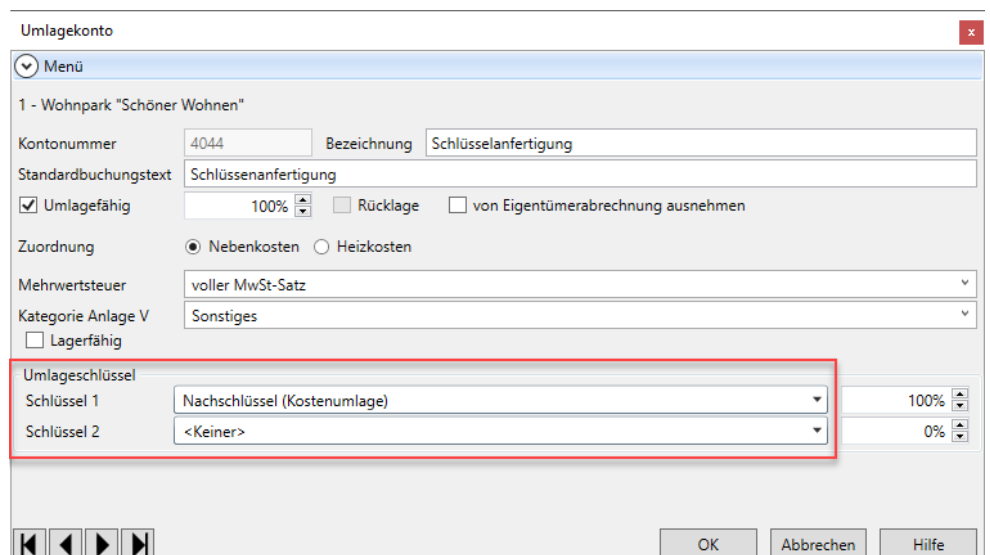 Umlagekonto
x
Menü
1 - Wohnpark "Schöner Wohnen"
Kontonummer 4044 Bezeichnung Schlüsselanfertigung
Standardbuchungstext Schlüssenanfertigung
Umlagefähig 100% Rücklage von Eigentümerabrechnung ausnehmen
Zuordnung Nebenkosten Heizkosten
Mehrwertsteuer voller MwSt-Satz
Kategorie Anlage V Sonstiges
Lagerfähig
Umlageschlüssel
Schlüssel 1 Nachschlüssel (Kostenumlage) 100%
Schlüssel 2 <Keiner> 0%
OK Abbrechen Hilfe